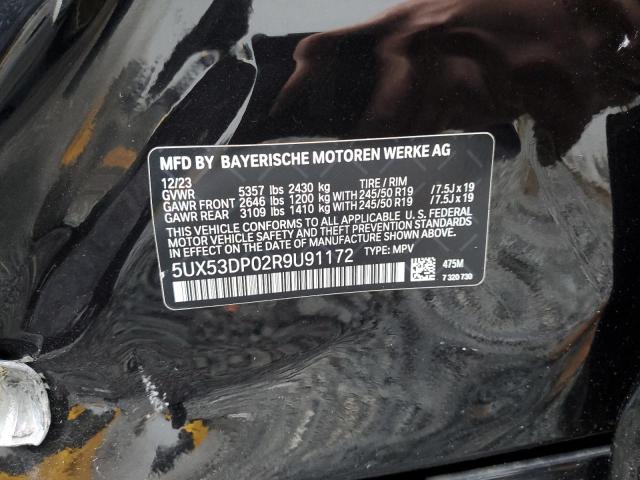 MFD BY BAYERISCHE MOTOREN WERKE AG
12/23
GVWR 5357 lbs 2430 kg TIRE / RIM
GAWR FRONT 2646 lbs 1200 kg WITH 245/50 R19 /7.5J x 19
GAWR REAR 3109 lbs 1410 kg WITH 245/50 R19 /7.5J x 19
THIS VEHICLE CONFORMS TO ALL APPLICABLE U.S. FEDERAL
MOTOR VEHICLE SAFETY AND THEFT PREVENTION STANDARDS
IN EFFECT ON THE DATE OF MANUFACTURE SHOWN ABOVE.
5UX53DP02R9U91172 TYPE: MPV
475M
7 320 730